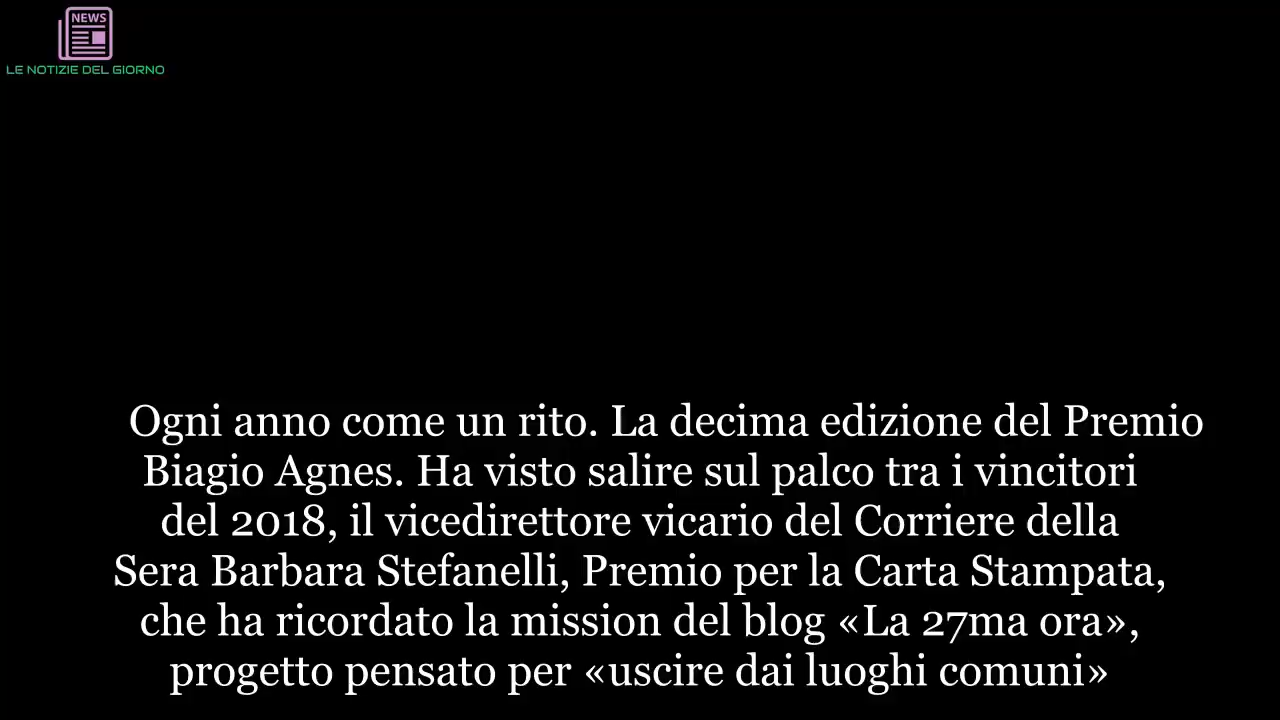 NEWS
LE NOTIZIE DEL GIORNO
Ogni anno come un rito. La decima edizione del Premio
Biagio Agnes. Ha visto salire sul palco tra i vincitori
del 2018, il vicedirettore vicario del Corriere della
Sera Barbara Stefanelli, Premio per la Carta Stampata,
che ha ricordato la mission del blog «La 27ma ora»,
progetto pensato per «uscire dai luoghi comuni»